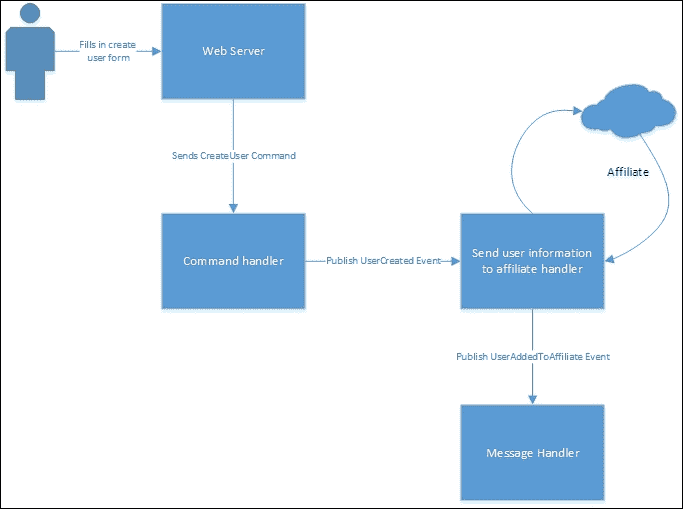 Fills in create
user form
Web Server
Sends CreateUser Command
Affiliate
Command handler
Publish UserCreated Event
Send user information
to affiliate handler
Publish UserAddedToAffiliate Event
Message Handler